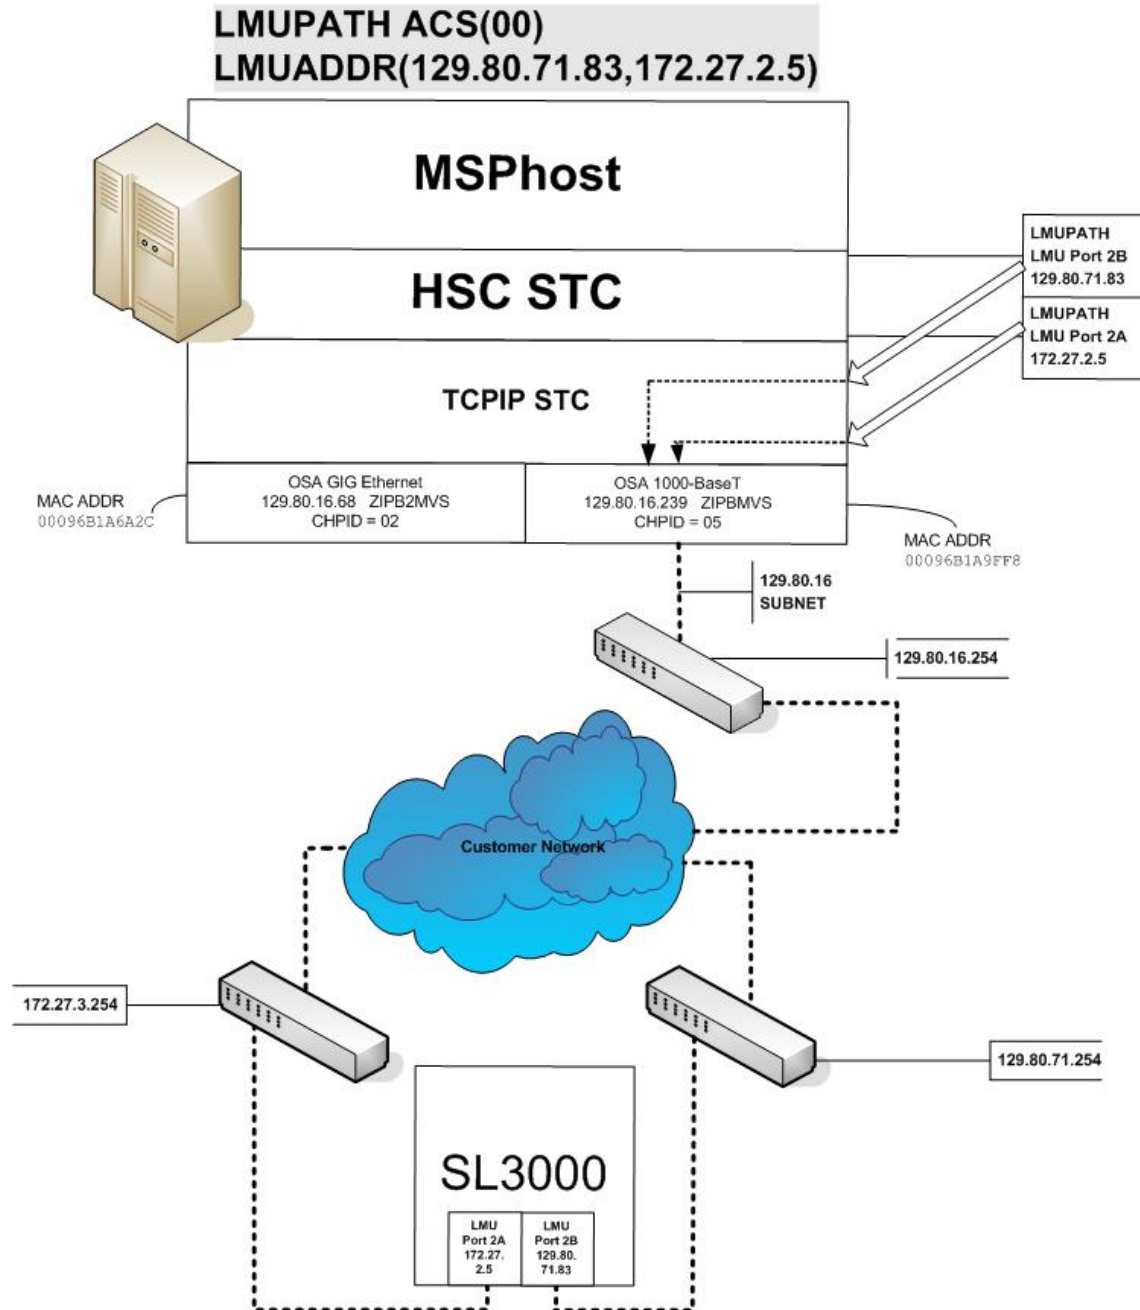 LMUPATH ACS(00)
LMUADDR(129.80.71.83,172.27.2.5)
MSPhost
HSC STC
TCPIP STC
LMUPATH
LMU Port 2B
129.80.71.83
LMUPATH
LMU Port 2A
172.27.2.5
OSA GIG Ethernet
129.80.16.68 ZIPB2MVS
CHPID = 02
OSA 1000-BaseT
129.80.16.239 ZIPBMVS
CHPID = 05
MAC ADDR
00096B1A6A2C
MAC ADDR
00096B1A9FF8
129.80.16
SUBNET
129.80.16.254
Customer Network
172.27.3.254
129.80.71.254
SL3000
LMU
Port 2A
172.27.
2.5
LMU
Port 2B
129.80.
71.83